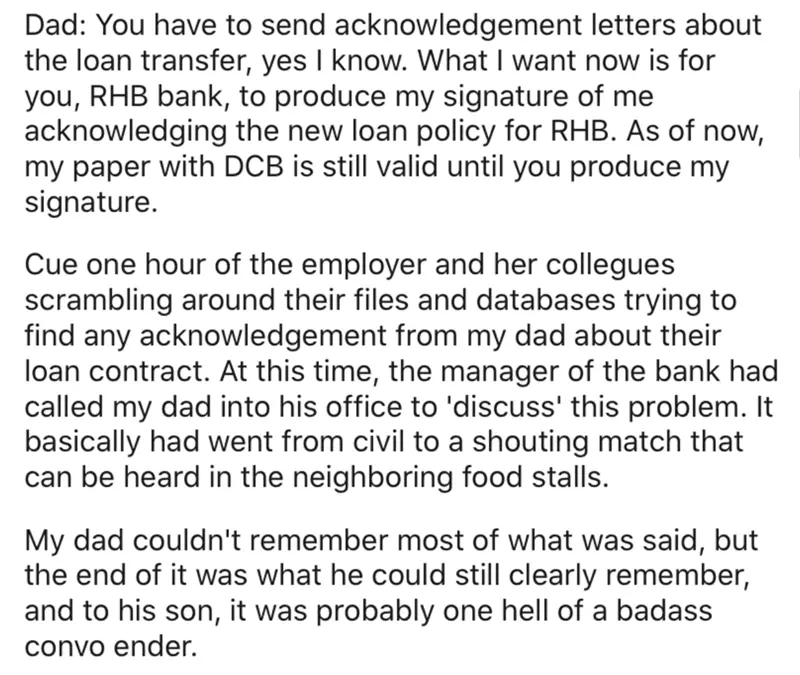 Dad: You have to send acknowledgement letters about
the loan transfer, yes I know. What I want now is for
you, RHB bank, to produce my signature of me
acknowledging the new loan policy for RHB. As of now,
my paper with DCB is still valid until you produce my
signature.
Cue one hour of the employer and her collegues
scrambling around their files and databases trying to
find any acknowledgement from my dad about their
loan contract. At this time, the manager of the bank had
called my dad into his office to 'discuss' this problem. It
basically had went from civil to a shouting match that
can be heard in the neighboring food stalls.
My dad couldn't remember most of what was said, but
the end of it was what he could still clearly remember,
and to his son, it was probably one hell of a badass
convo ender.